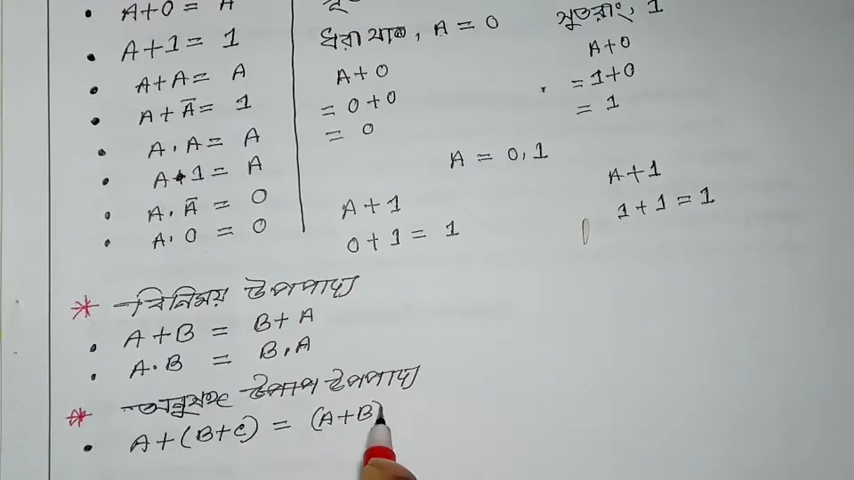 A+0 = A
A+1 = 1
A+A = A
A+Ā = 1
A.A = A
A.1 = A
A.Ā = 0
A.0 = 0
ধরা যাক, A = 0
A+0
= 0+0
= 0
সুতরাং, 1
A+0
= 1+0
= 1
A = 0,1
A+1
0+1 = 1
A+1
1+1 = 1
* বিনিময় উপপাদ্য
A+B = B+A
A.B = B.A
* অনুষঙ্গ উপপাদ্য
A+(B+C) = (A+B)